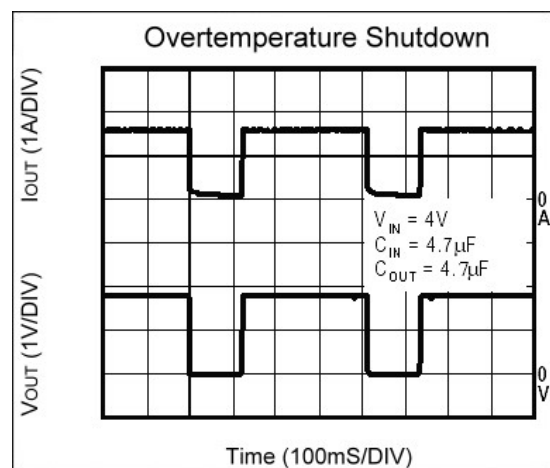 Overtemperature Shutdown
IOUT (1A/DIV)
0
A
VIN = 4V
CIN = 4.7µF
COUT = 4.7µF
VOUT (1V/DIV)
0
V
Time (100mS/DIV)